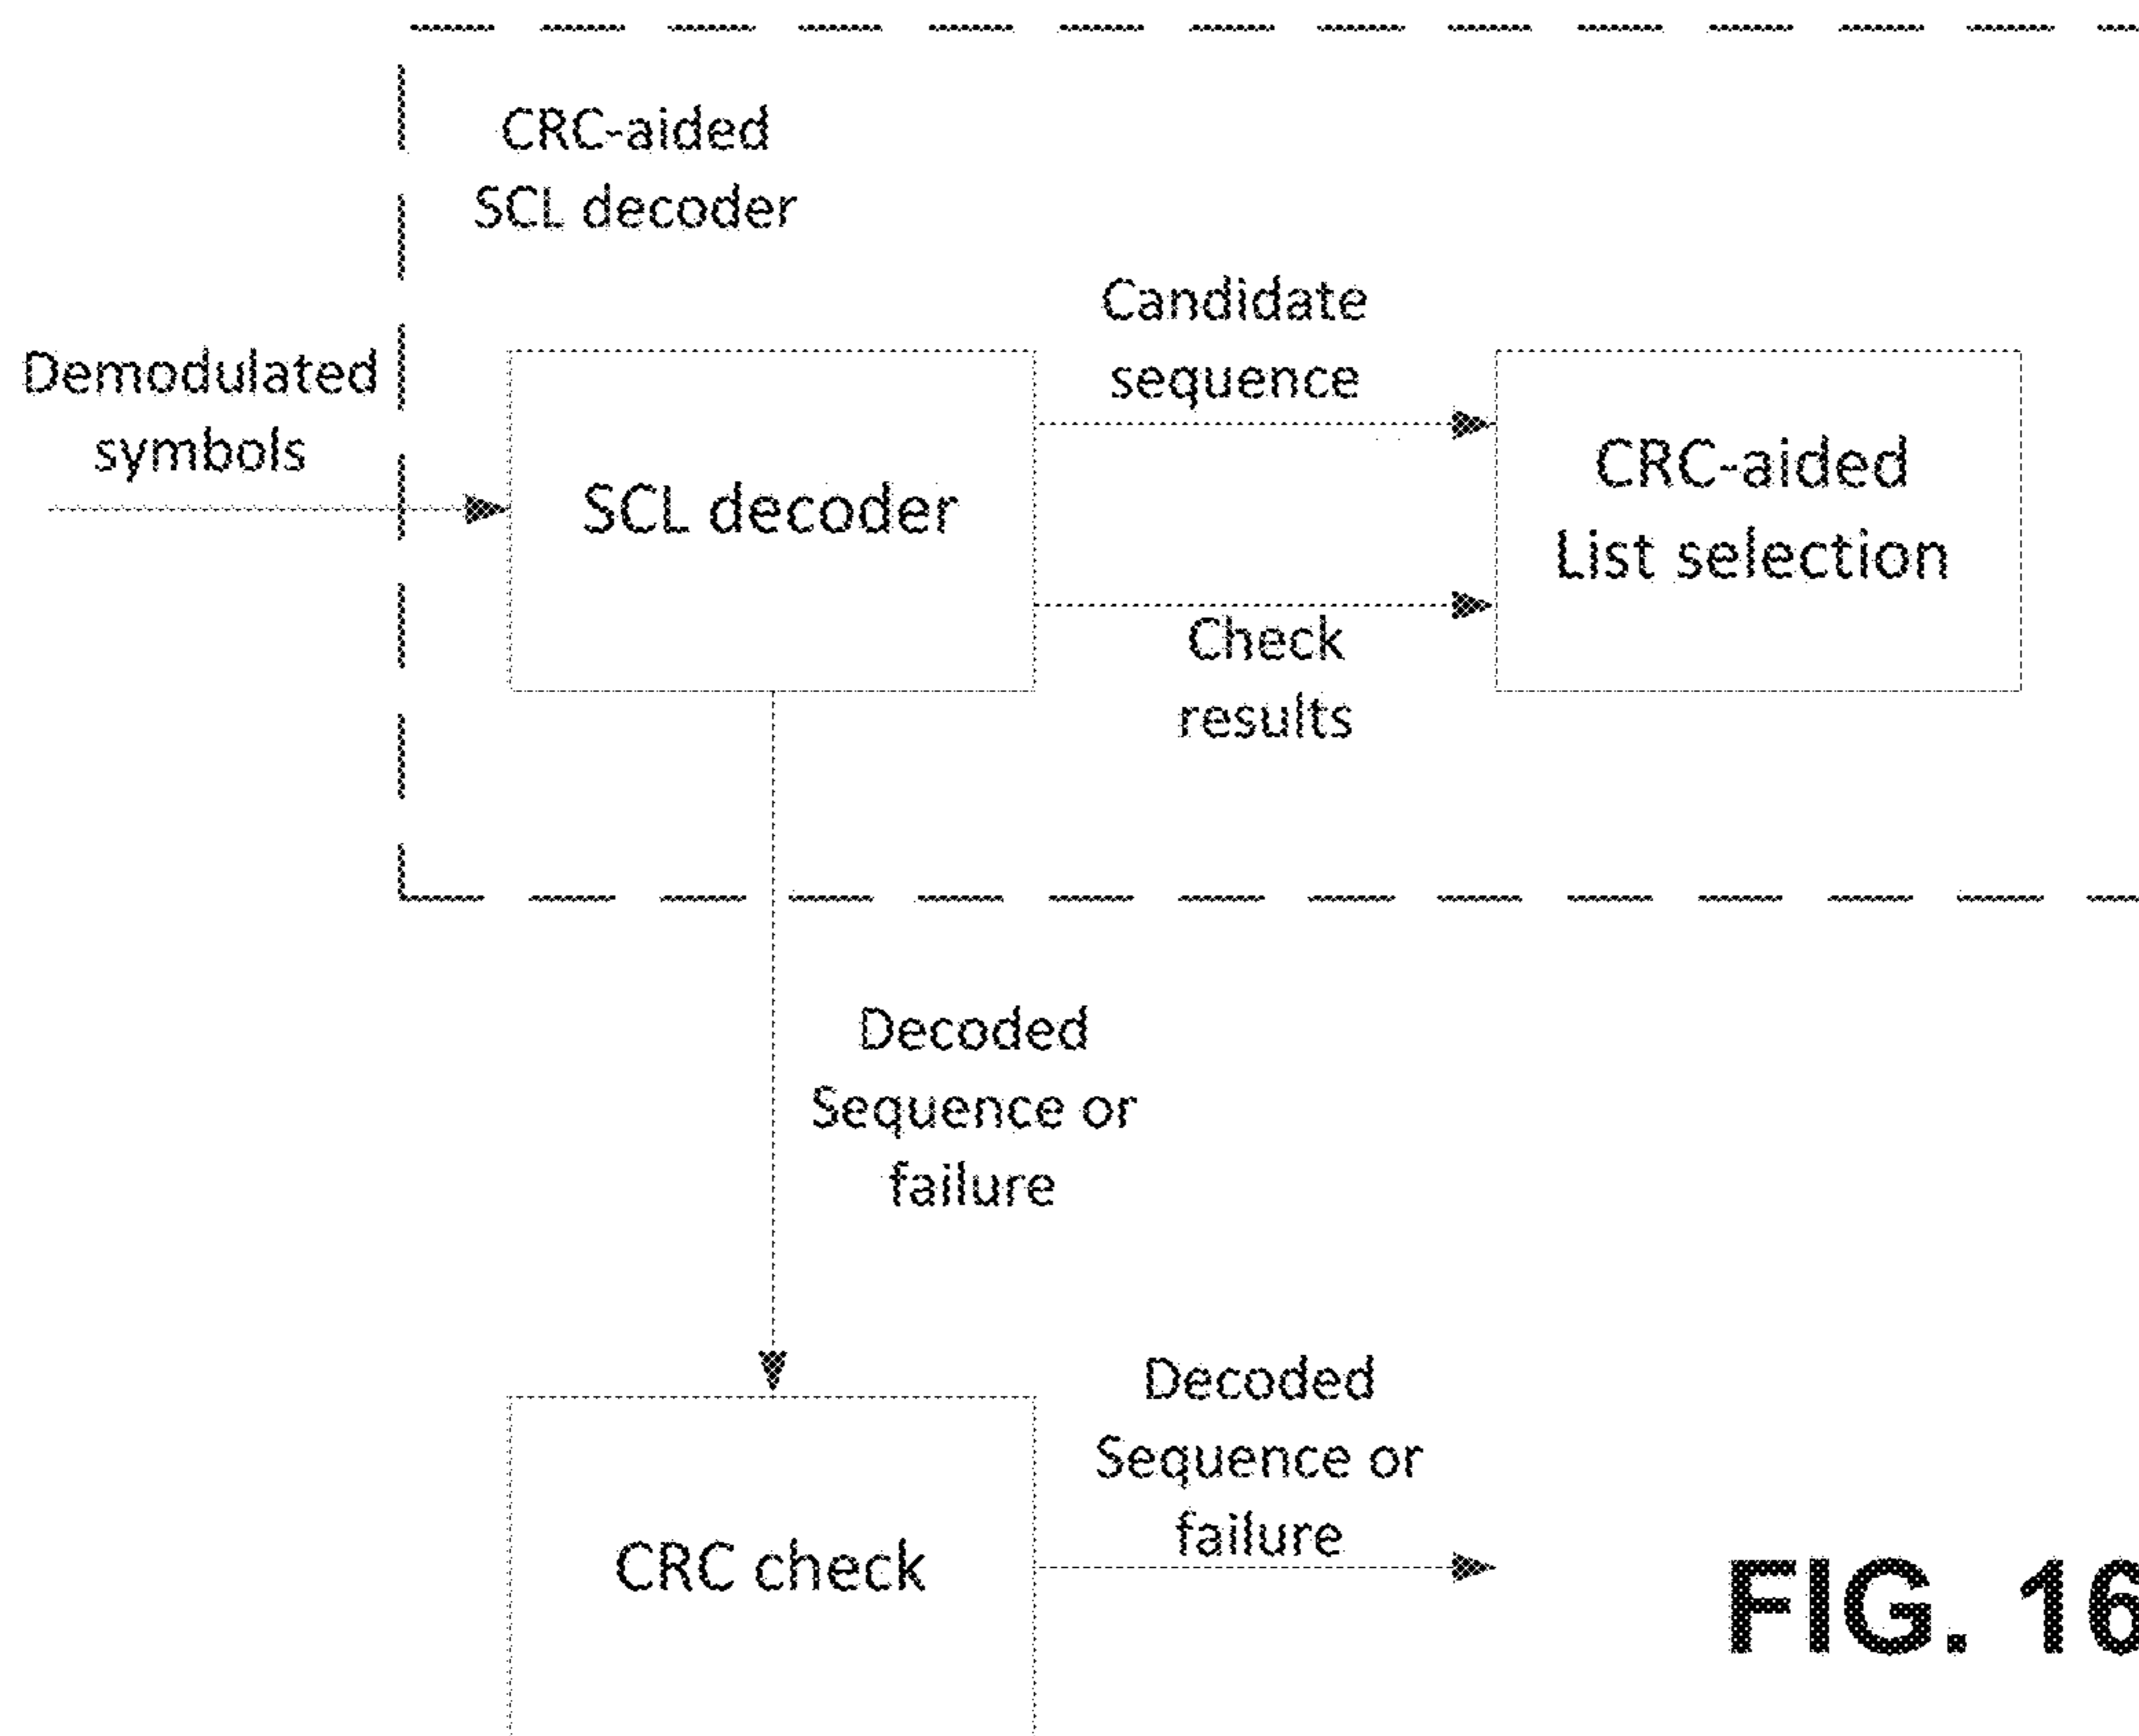 CRC-aided
SCL decoder
Demodulated
symbols
SCL decoder
Candidate
sequence
Check
results
CRC-aided
List selection
Decoded
Sequence or
failure
CRC check
Decoded
Sequence or
failure
FIG. 16